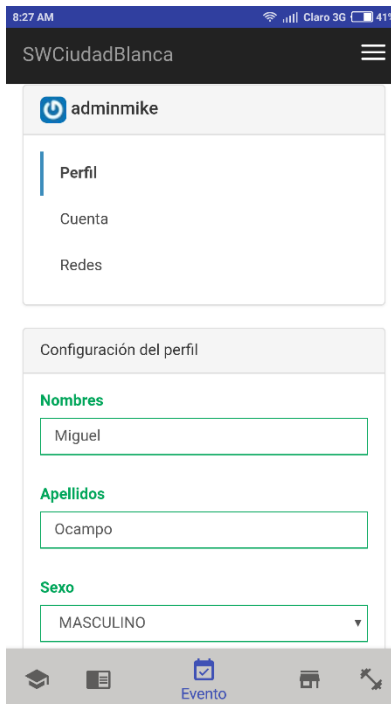 8:27 AM Claro 3G 41%
SWCiudadBlanca
adminmike
Perfil
Cuenta
Redes
Configuración del perfil
Nombres
Miguel
Apellidos
Ocampo
Sexo
MASCULINO
Evento